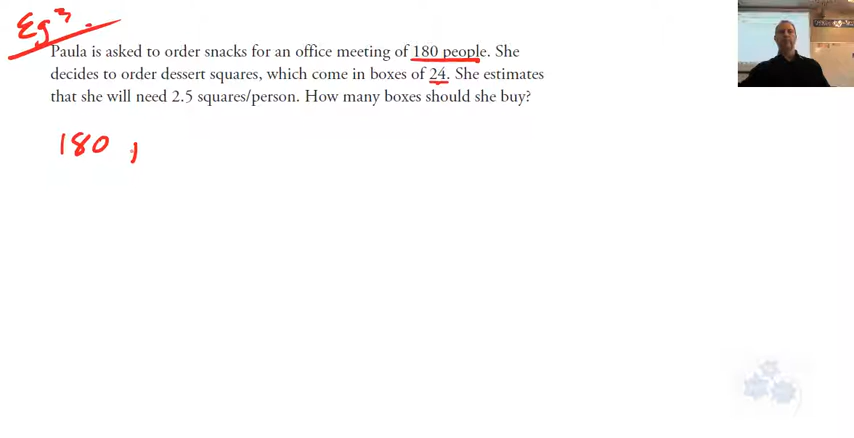 Eg 3.
Paula is asked to order snacks for an office meeting of 180 people. She
decides to order dessert squares, which come in boxes of 24. She estimates
that she will need 2.5 squares/person. How many boxes should she buy?
180